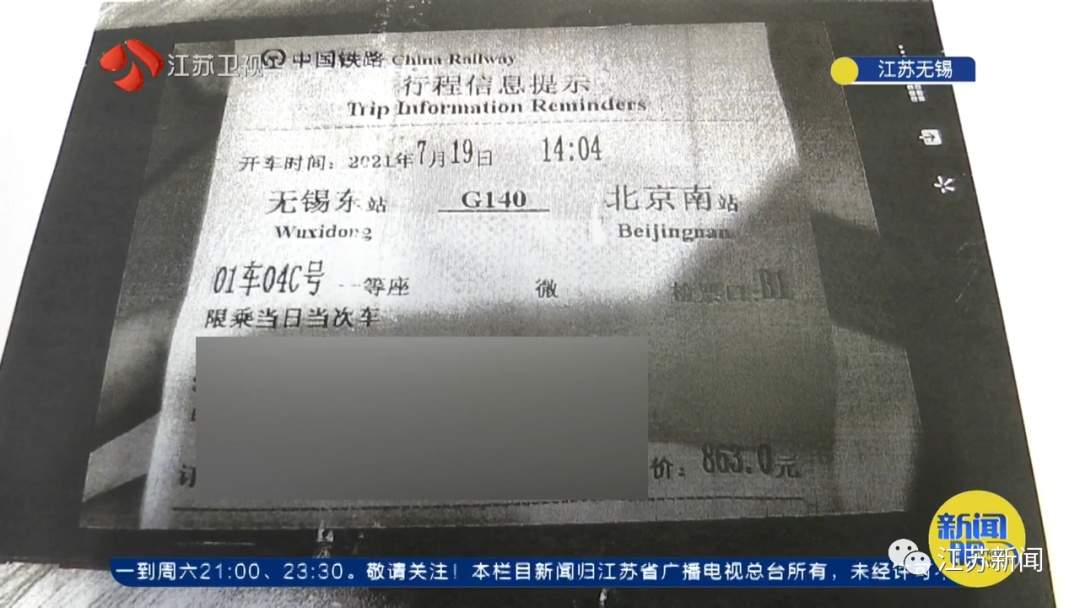 江苏卫视
中国铁路 China Railway
江苏无锡
行程信息提示
Trip Information Reminders
开车时间：2021年7月19日 14:04
无锡东站 G140 北京南站
Wuxidong Beijingnan
01车04C号 一等座 微 检票口:B1
限乘当日当次车
价：863.0元
新闻
江苏新闻
一到周六21:00、23:30。敬请关注！本栏目新闻归江苏省广播电视总台所有，未经许可不